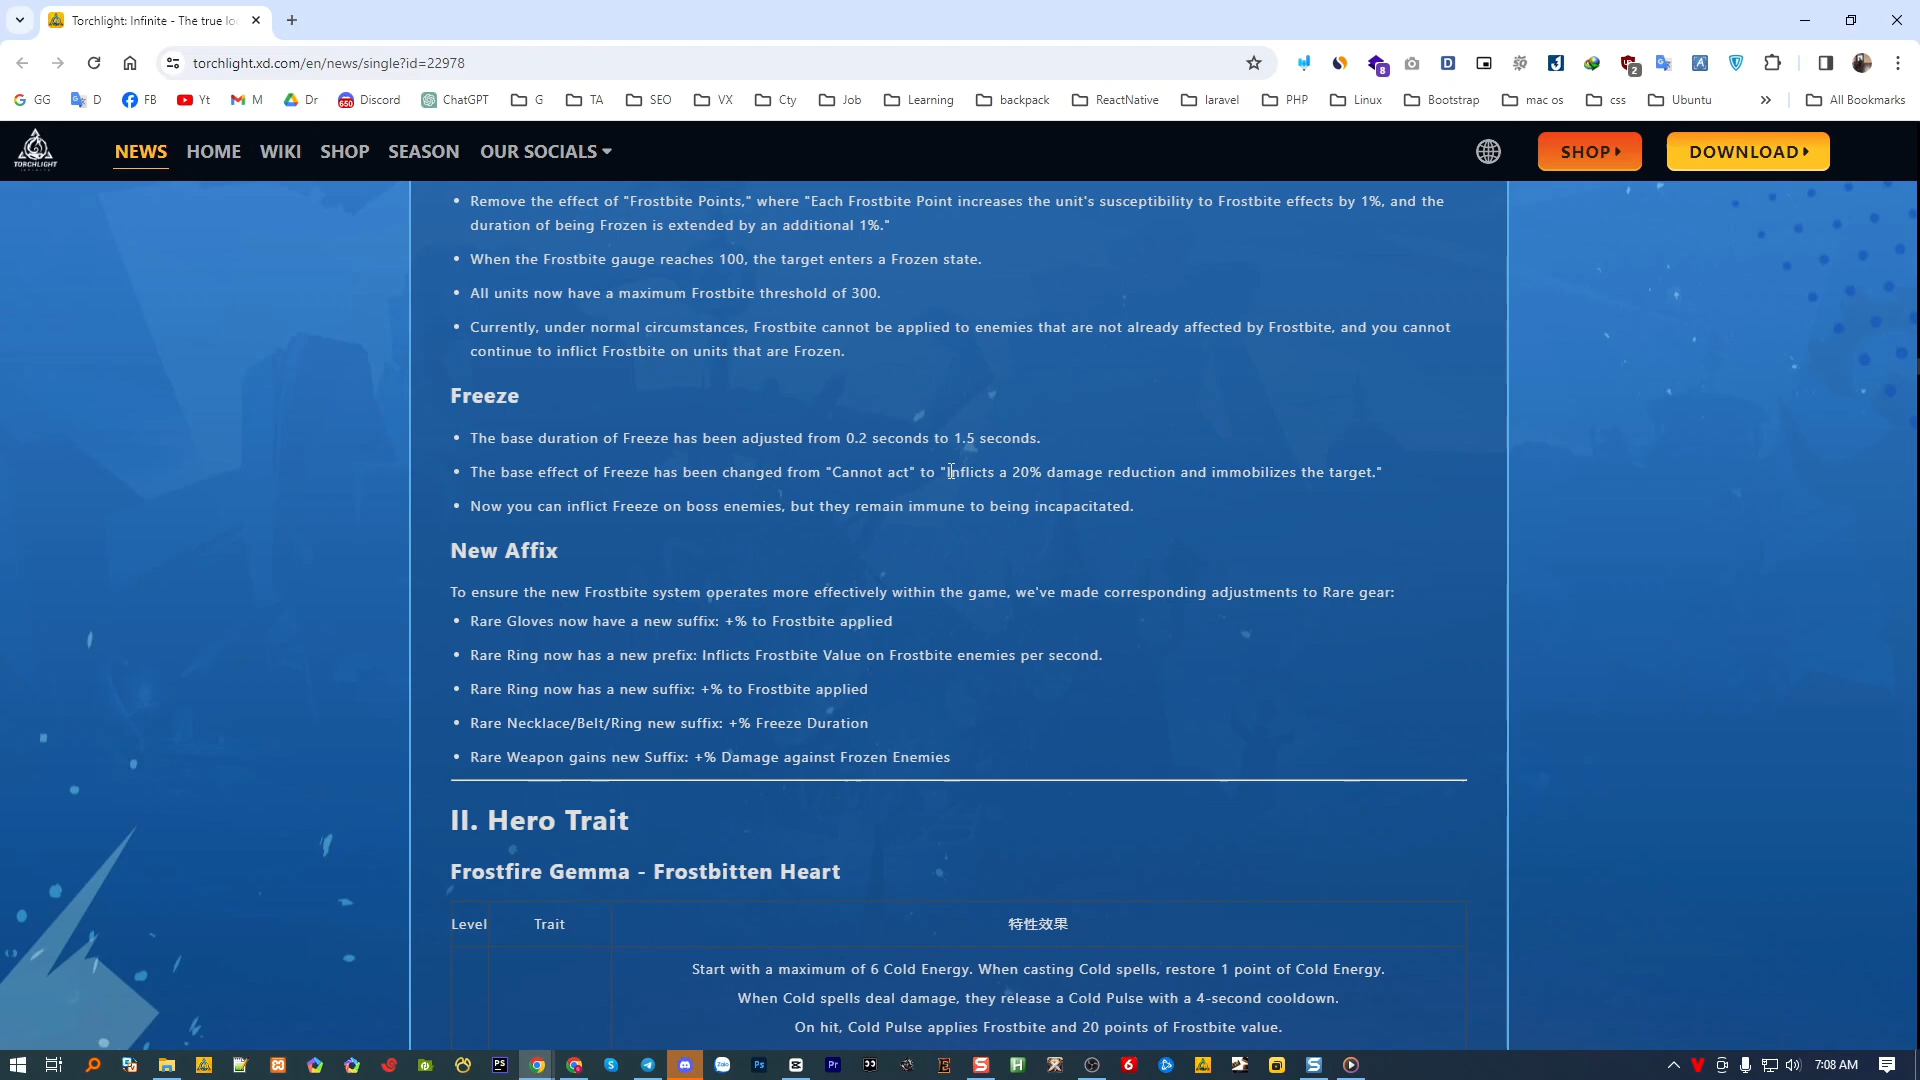 Torchlight: Infinite - The true lo
torchlight.xd.com/en/news/single?id=22978
8
2
GG
D
FB
Yt
M
Dr
Discord
ChatGPT
G
TA
SEO
VX
Cty
Job
Learning
backpack
ReactNative
laravel
PHP
Linux
Bootstrap
mac os
css
Ubuntu
All Bookmarks
TORCHLIGHT
INFINITE
NEWS
HOME
WIKI
SHOP
SEASON
OUR SOCIALS
SHOP
DOWNLOAD
• Remove the effect of "Frostbite Points," where "Each Frostbite Point increases the unit's susceptibility to Frostbite effects by 1%, and the
duration of being Frozen is extended by an additional 1%."
• When the Frostbite gauge reaches 100, the target enters a Frozen state.
• All units now have a maximum Frostbite threshold of 300.
• Currently, under normal circumstances, Frostbite cannot be applied to enemies that are not already affected by Frostbite, and you cannot
continue to inflict Frostbite on units that are Frozen.
Freeze
• The base duration of Freeze has been adjusted from 0.2 seconds to 1.5 seconds.
• The base effect of Freeze has been changed from "Cannot act" to "Inflicts a 20% damage reduction and immobilizes the target."
• Now you can inflict Freeze on boss enemies, but they remain immune to being incapacitated.
New Affix
To ensure the new Frostbite system operates more effectively within the game, we've made corresponding adjustments to Rare gear:
• Rare Gloves now have a new suffix: +% to Frostbite applied
• Rare Ring now has a new prefix: Inflicts Frostbite Value on Frostbite enemies per second.
• Rare Ring now has a new suffix: +% to Frostbite applied
• Rare Necklace/Belt/Ring new suffix: +% Freeze Duration
• Rare Weapon gains new Suffix: +% Damage against Frozen Enemies
II. Hero Trait
Frostfire Gemma - Frostbitten Heart
Level
Trait
特性效果
Start with a maximum of 6 Cold Energy. When casting Cold spells, restore 1 point of Cold Energy.
When Cold spells deal damage, they release a Cold Pulse with a 4-second cooldown.
On hit, Cold Pulse applies Frostbite and 20 points of Frostbite value.
7:08 AM